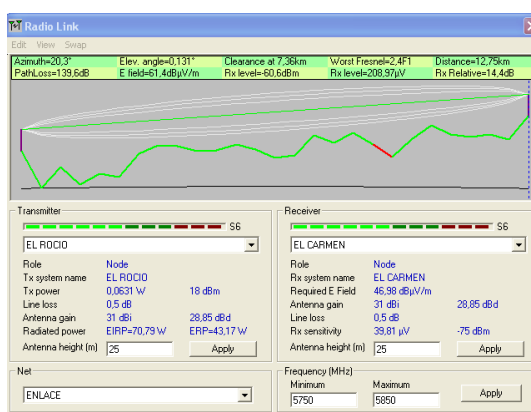 Radio Link
Edit View Swap
Azimuth=20,3° Elev. angle=0,131° Clearance at 7,36km Worst Fresnel=2,4F1 Distance=12,75km
PathLoss=139,6dB E field=61,4dBµV/m Rx level=-60,6dBm Rx level=208,97µV Rx Relative=14,4dB
Transmitter
S6
EL ROCIO
Role Node
Tx system name EL ROCIO
Tx power 0,0631 W 18 dBm
Line loss 0,5 dB
Antenna gain 31 dBi 28,85 dBd
Radiated power EIRP=70,79 W ERP=43,17 W
Antenna height (m) 25 Apply
Receiver
S6
EL CARMEN
Role Node
Rx system name EL CARMEN
Required E Field 46,98 dBµV/m
Antenna gain 31 dBi 28,85 dBd
Line loss 0,5 dB
Rx sensitivity 39,81 µV -75 dBm
Antenna height (m) 25 Apply
Net
ENLACE
Frequency (MHz)
Minimum Maximum
5750 5850 Apply